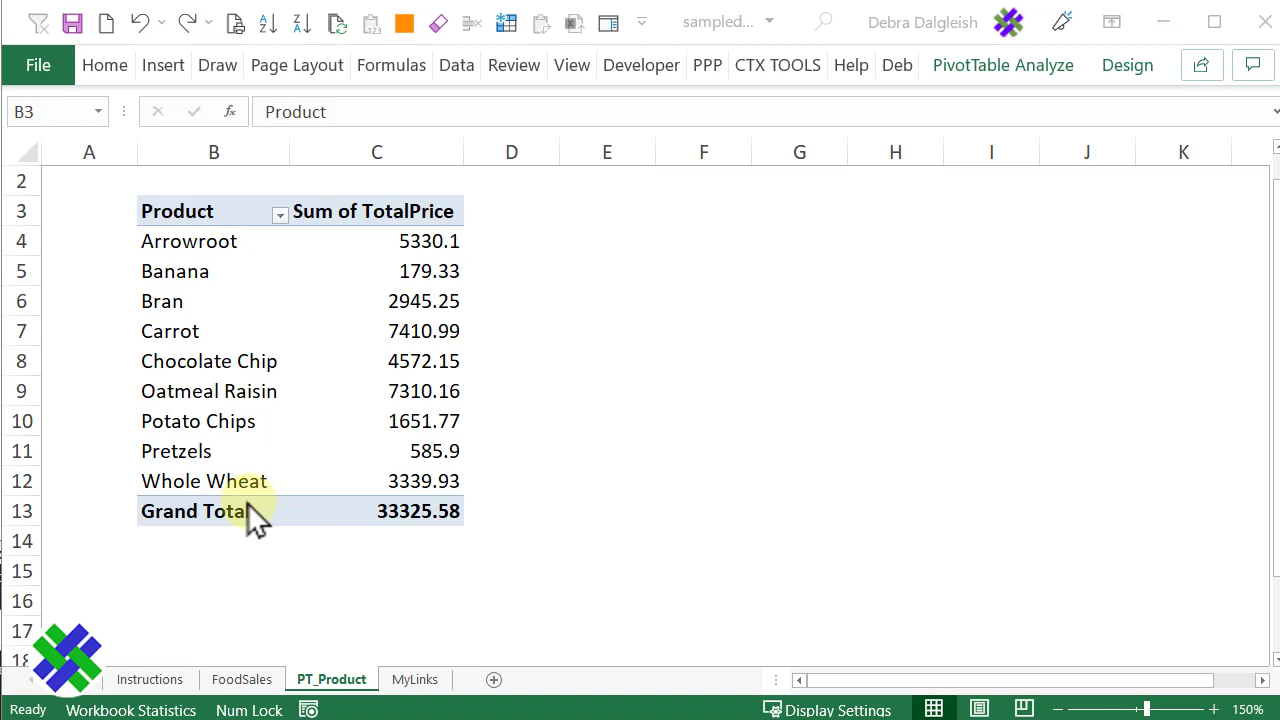 sampled...
Debra Dalgleish
File Home Insert Draw Page Layout Formulas Data Review View Developer PPP CTX TOOLS Help Deb PivotTable Analyze Design
B3 fx Product
A B C D E F G H I J K
2
3 Product Sum of TotalPrice
4 Arrowroot 5330.1
5 Banana 179.33
6 Bran 2945.25
7 Carrot 7410.99
8 Chocolate Chip 4572.15
9 Oatmeal Raisin 7310.16
10 Potato Chips 1651.77
11 Pretzels 585.9
12 Whole Wheat 3339.93
13 Grand Total 33325.58
14
15
16
17
18
Instructions FoodSales PT_Product MyLinks
Ready Workbook Statistics Num Lock Display Settings 150%